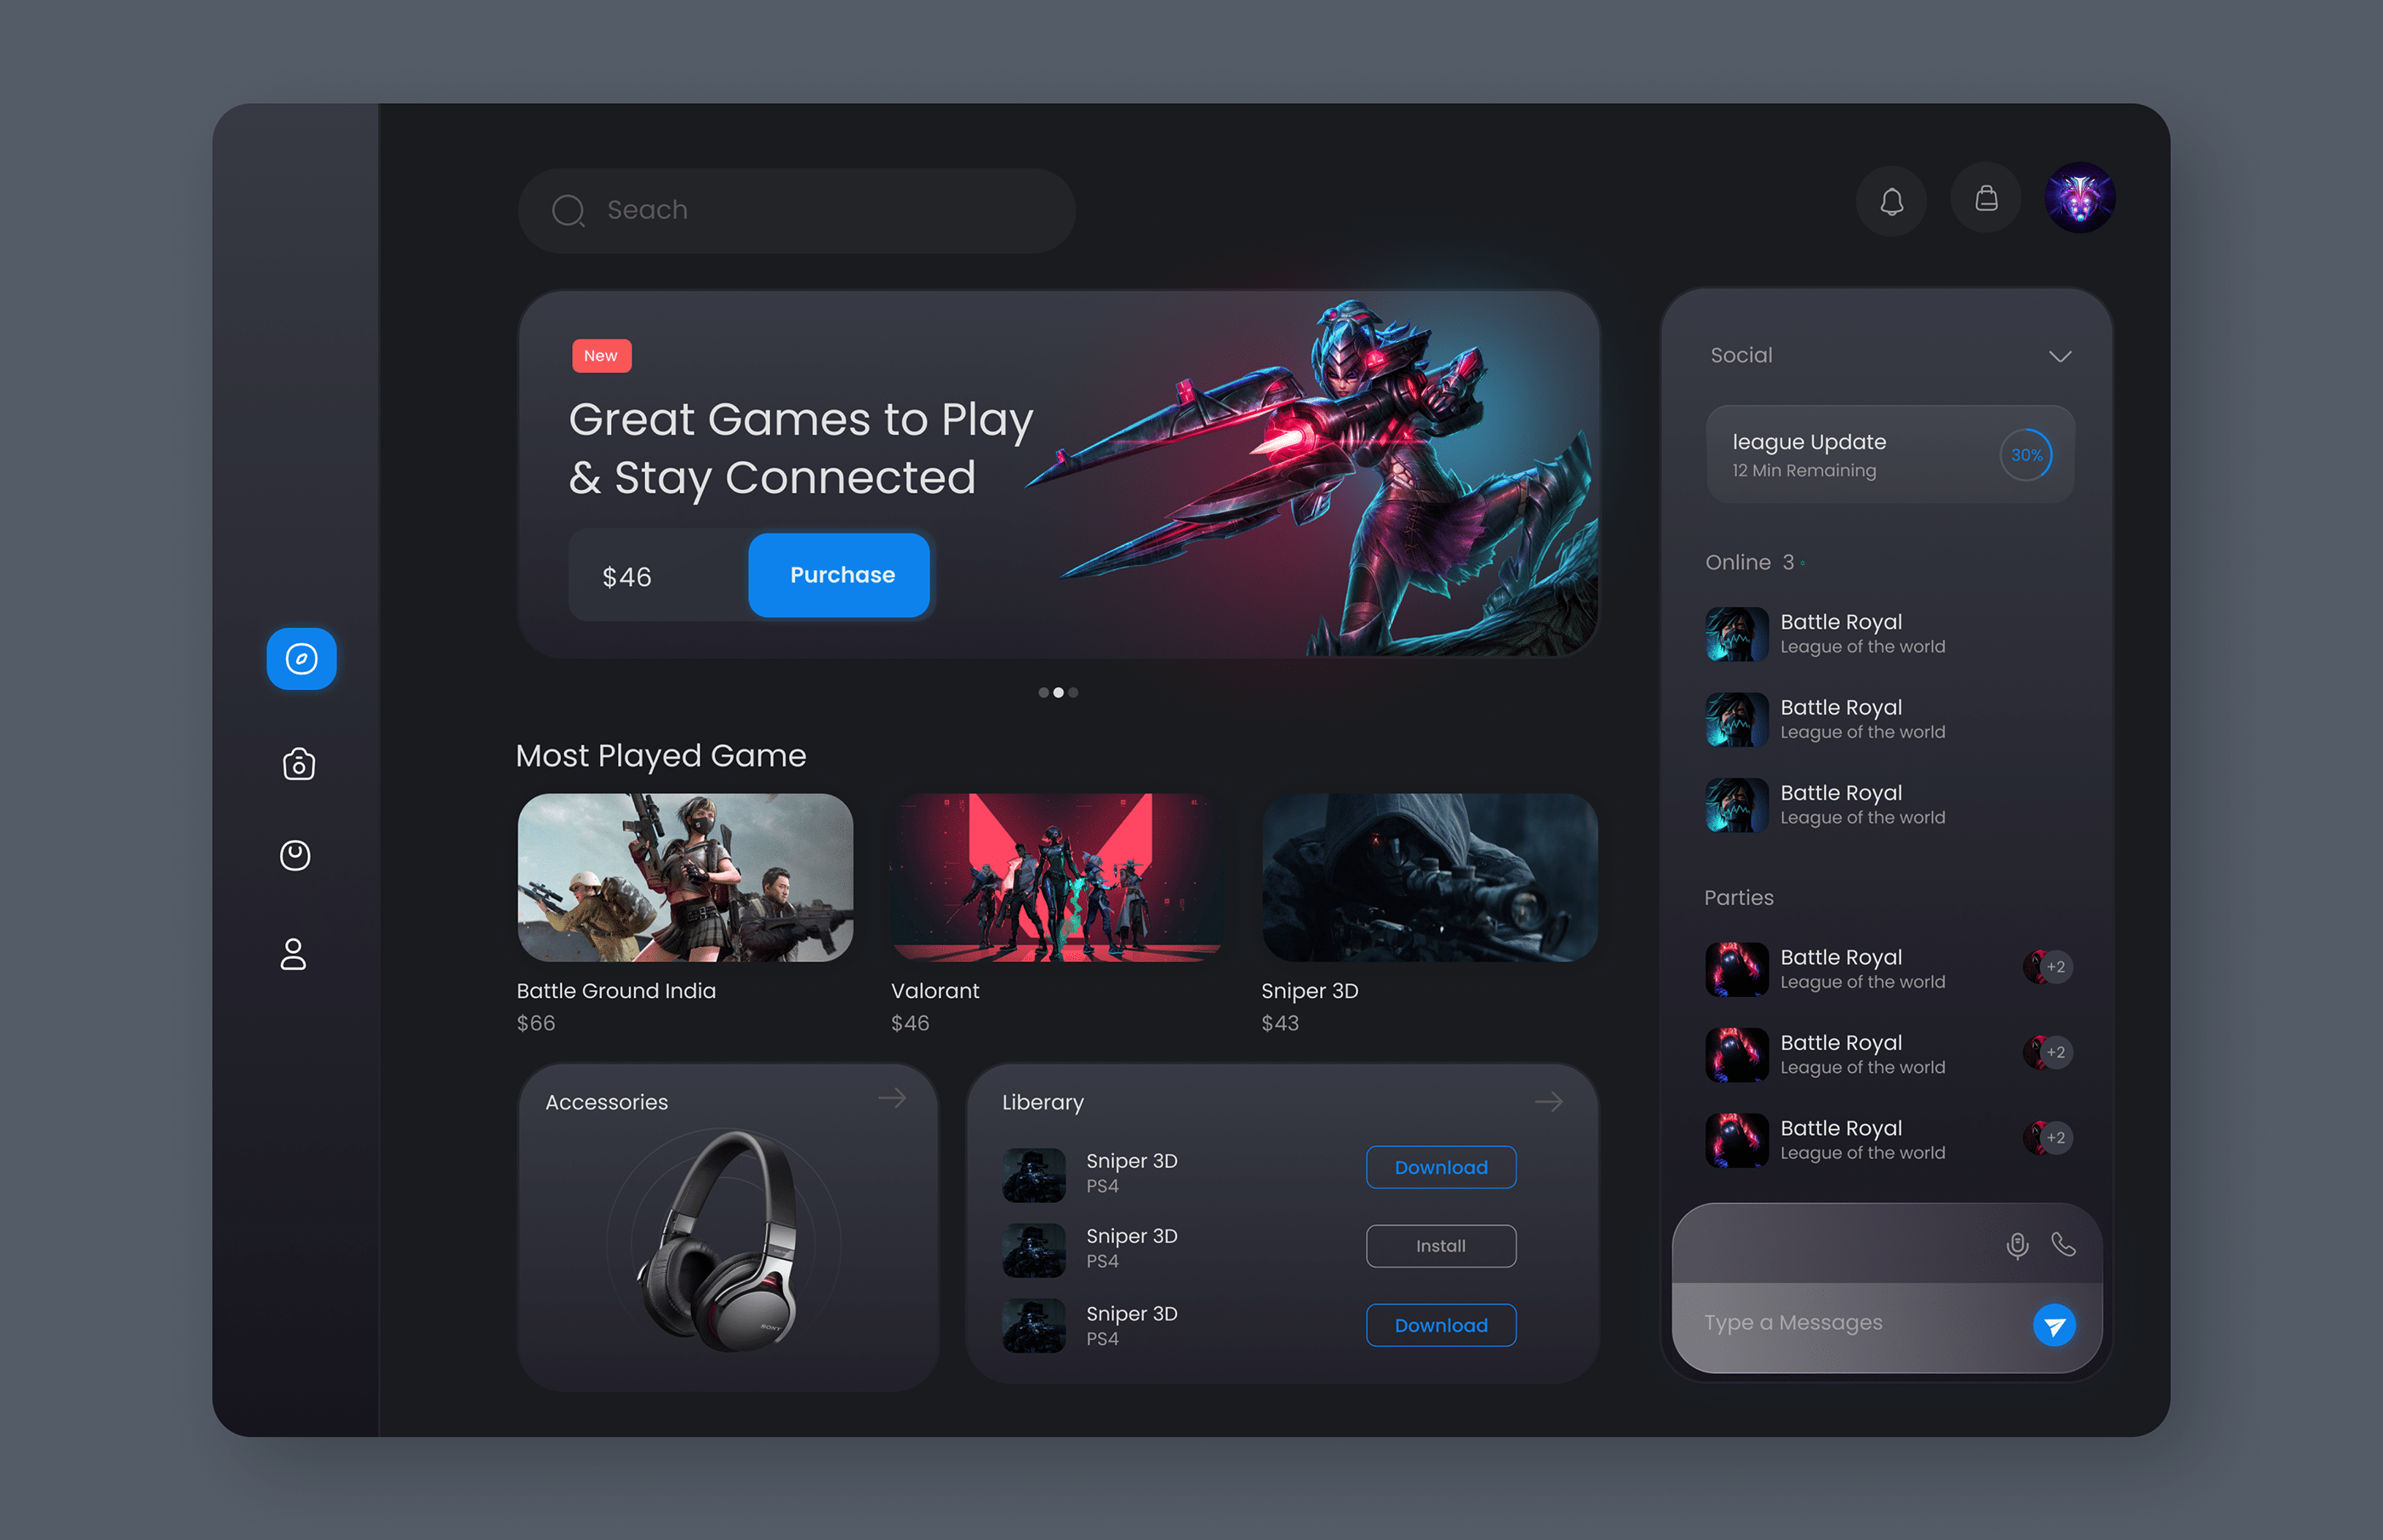 Seach
New
Great Games to Play
& Stay Connected
$46
Purchase
Most Played Game
Battle Ground India
$66
Valorant
$46
Sniper 3D
$43
Accessories
SONY
Liberary
Sniper 3D
PS4
Download
Sniper 3D
PS4
Install
Sniper 3D
PS4
Download
Social
league Update
12 Min Remaining
30%
Online 3
Battle Royal
League of the world
Battle Royal
League of the world
Battle Royal
League of the world
Parties
Battle Royal
League of the world
+2
Battle Royal
League of the world
+2
Battle Royal
League of the world
+2
Type a Messages